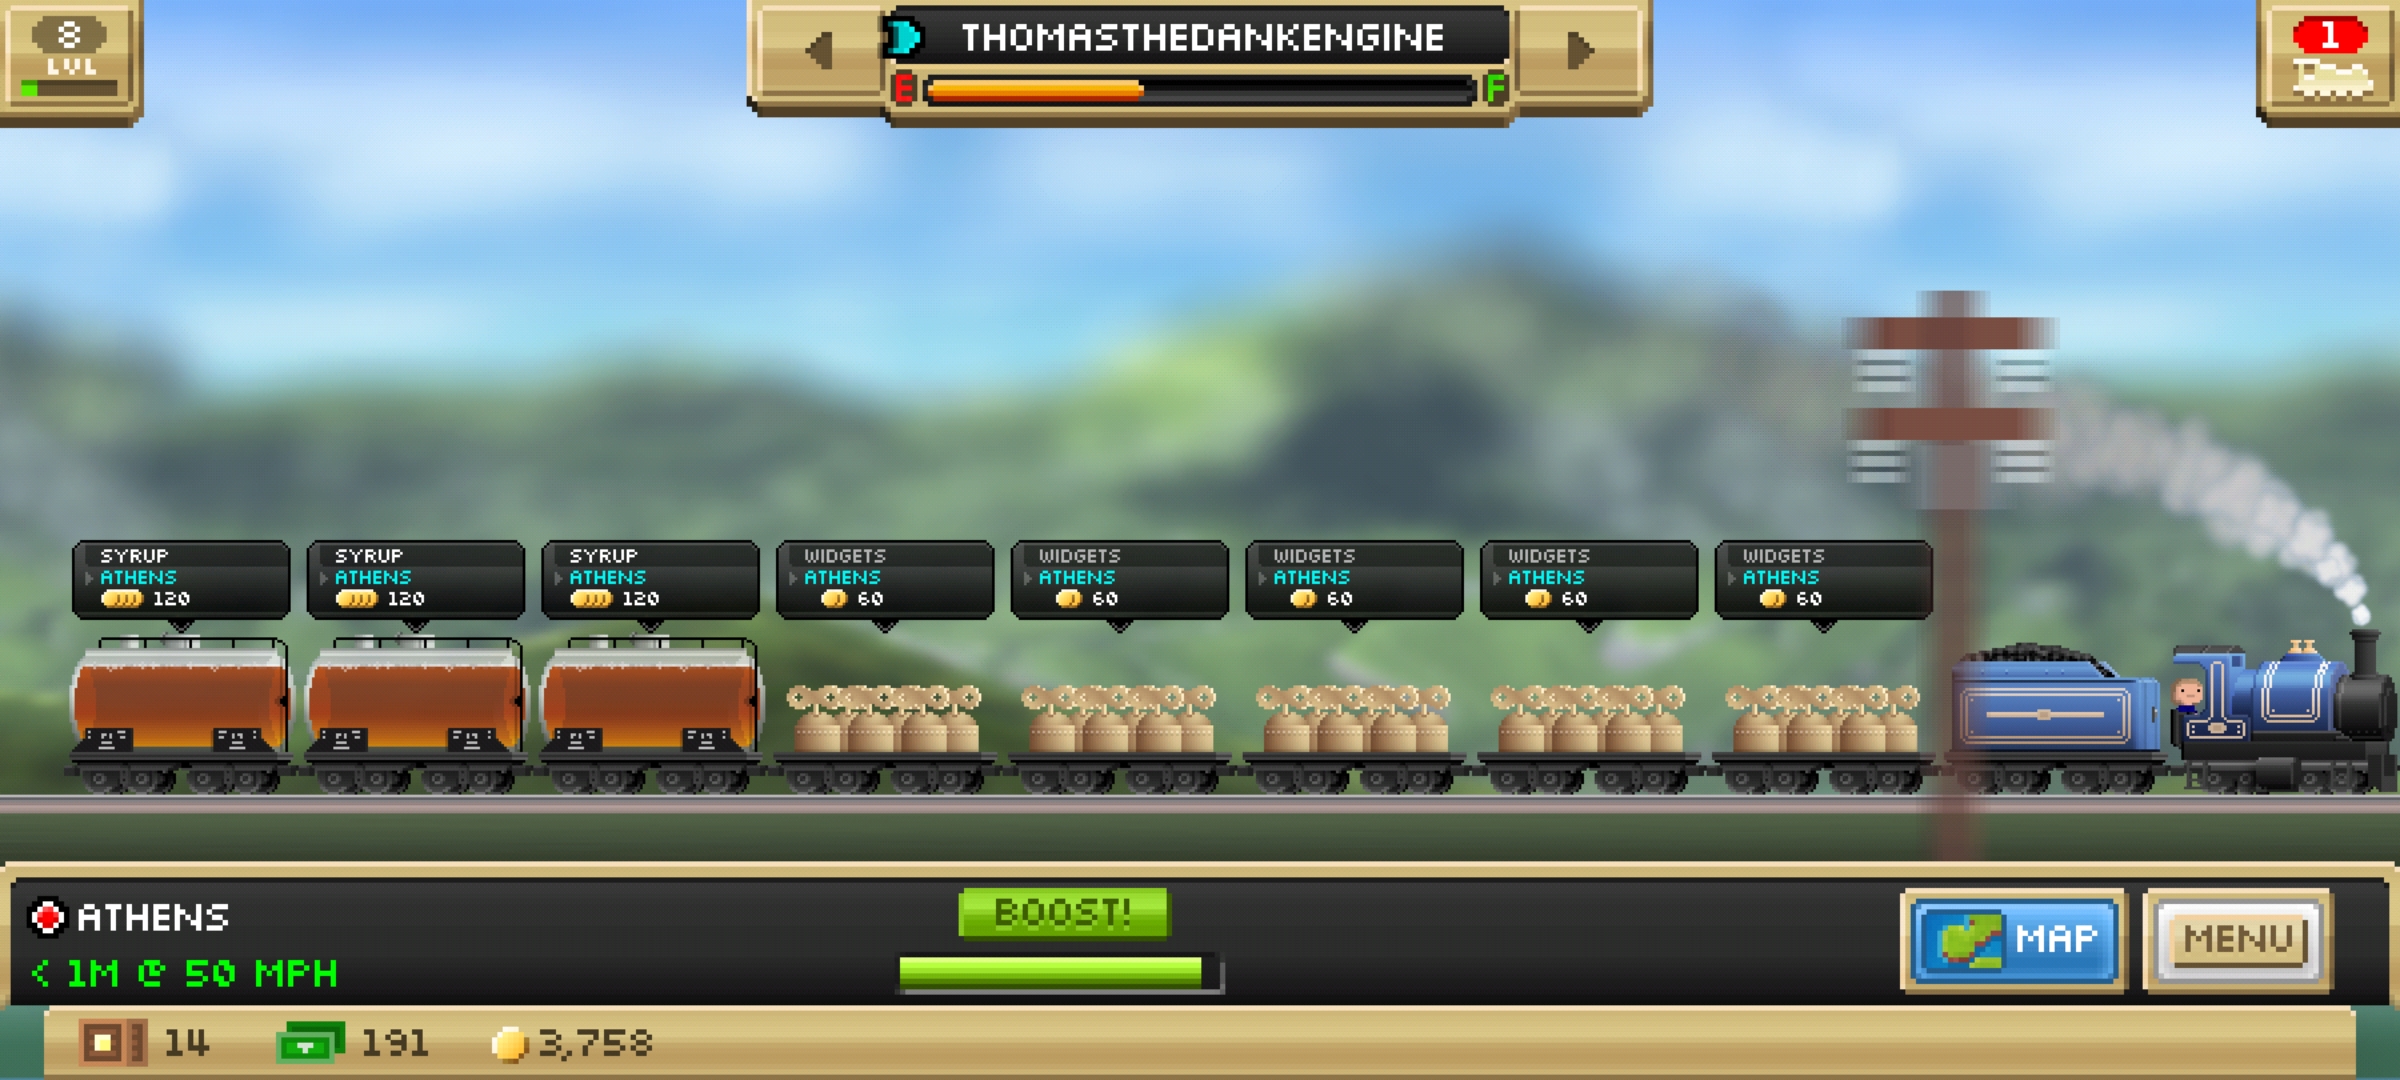 8
LVL
THOMASTHEDANKENGINE
E F
1
SYRUP
ATHENS
120
SYRUP
ATHENS
120
SYRUP
ATHENS
120
WIDGETS
ATHENS
60
WIDGETS
ATHENS
60
WIDGETS
ATHENS
60
WIDGETS
ATHENS
60
WIDGETS
ATHENS
60
ATHENS
< 1M @ 50 MPH
BOOST!
MAP
MENU
14 191 3,758